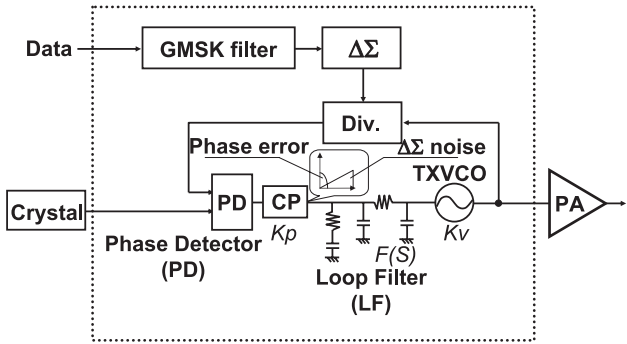 Data
GMSK filter
ΔΣ
Div.
Phase error
ΔΣ noise
TXVCO
Crystal
PD
CP
PA
Kp
Phase Detector
(PD)
F(S)
Kv
Loop Filter
(LF)